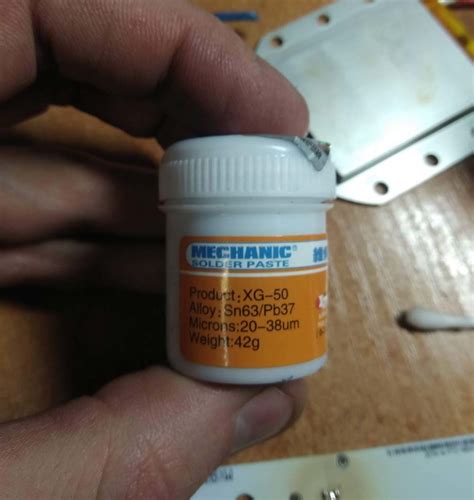 MECHANIC®
SOLDER PASTE
Product:XG-50
Alloy:Sn63/Pb37
Microns:20-38um
Weight:42g